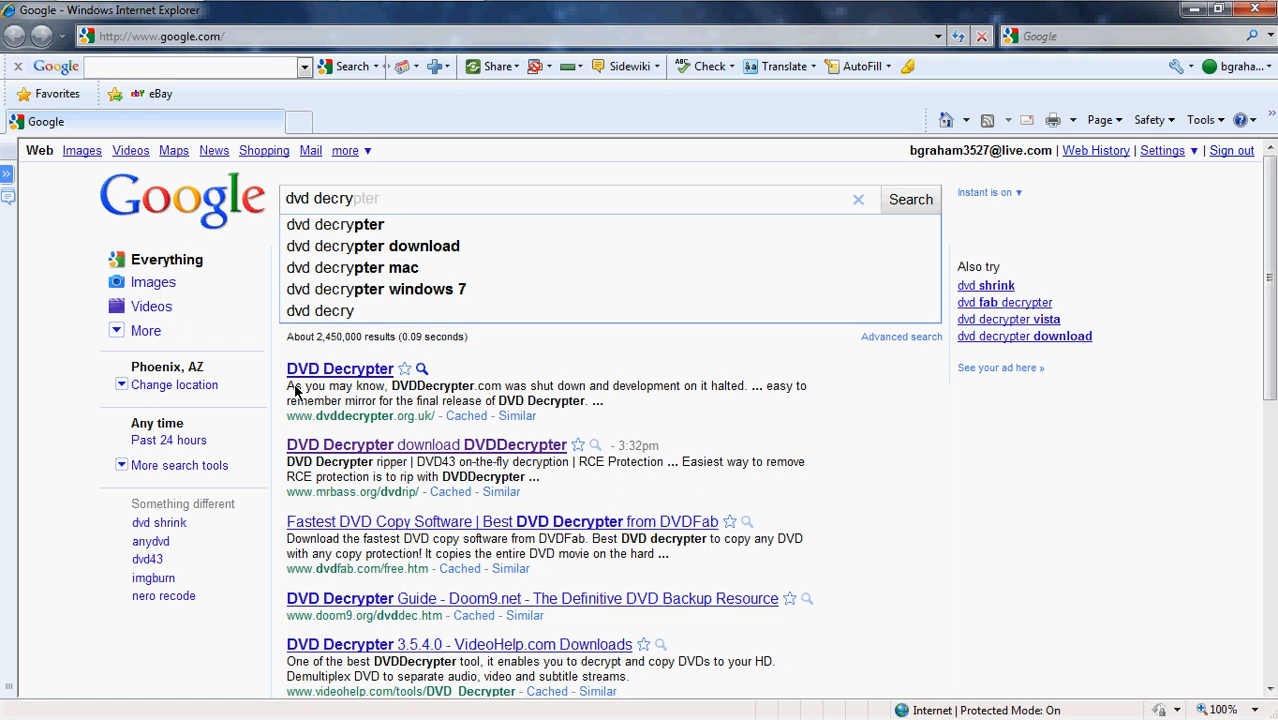 Google - Windows Internet Explorer
http://www.google.com/
Google
Google
Search
Share
Sidewiki
ABC Check
Translate
AutoFill
bgraham...
Favorites
ebY eBay
Google
Page
Safety
Tools
Web Images Videos Maps News Shopping Mail more ▼
bgraham3527@live.com | Web History | Settings ▼ | Sign out
Google
dvd decrypter
Search
Instant is on ▼
dvd decrypter
dvd decrypter download
dvd decrypter mac
dvd decrypter windows 7
dvd decry
Everything
Images
Videos
More
Also try
dvd shrink
dvd fab decrypter
dvd decrypter vista
dvd decrypter download
See your ad here »
About 2,450,000 results (0.09 seconds)
Advanced search
Phoenix, AZ
Change location
Any time
Past 24 hours
More search tools
Something different
dvd shrink
anydvd
dvd43
imgburn
nero recode
DVD Decrypter
As you may know, DVDDecrypter.com was shut down and development on it halted. ... easy to
remember mirror for the final release of DVD Decrypter. ...
www.dvddecrypter.org.uk/ - Cached - Similar
DVD Decrypter download DVDDecrypter - 3:32pm
DVD Decrypter ripper | DVD43 on-the-fly decryption | RCE Protection ... Easiest way to remove
RCE protection is to rip with DVDDecrypter ...
www.mrbass.org/dvdrip/ - Cached - Similar
Fastest DVD Copy Software | Best DVD Decrypter from DVDFab
Download the fastest DVD copy software from DVDFab. Best DVD decrypter to copy any DVD
with any copy protection! It copies the entire DVD movie on the hard ...
www.dvdfab.com/free.htm - Cached - Similar
DVD Decrypter Guide - Doom9.net - The Definitive DVD Backup Resource
www.doom9.org/dvddec.htm - Cached - Similar
DVD Decrypter 3.5.4.0 - VideoHelp.com Downloads
One of the best DVDDecrypter tool, it enables you to decrypt and copy DVDs to your HD.
Demultiplex DVD to separate audio, video and subtitle streams.
www.videohelp.com/tools/DVD_Decrypter - Cached - Similar
Internet | Protected Mode: On
100%